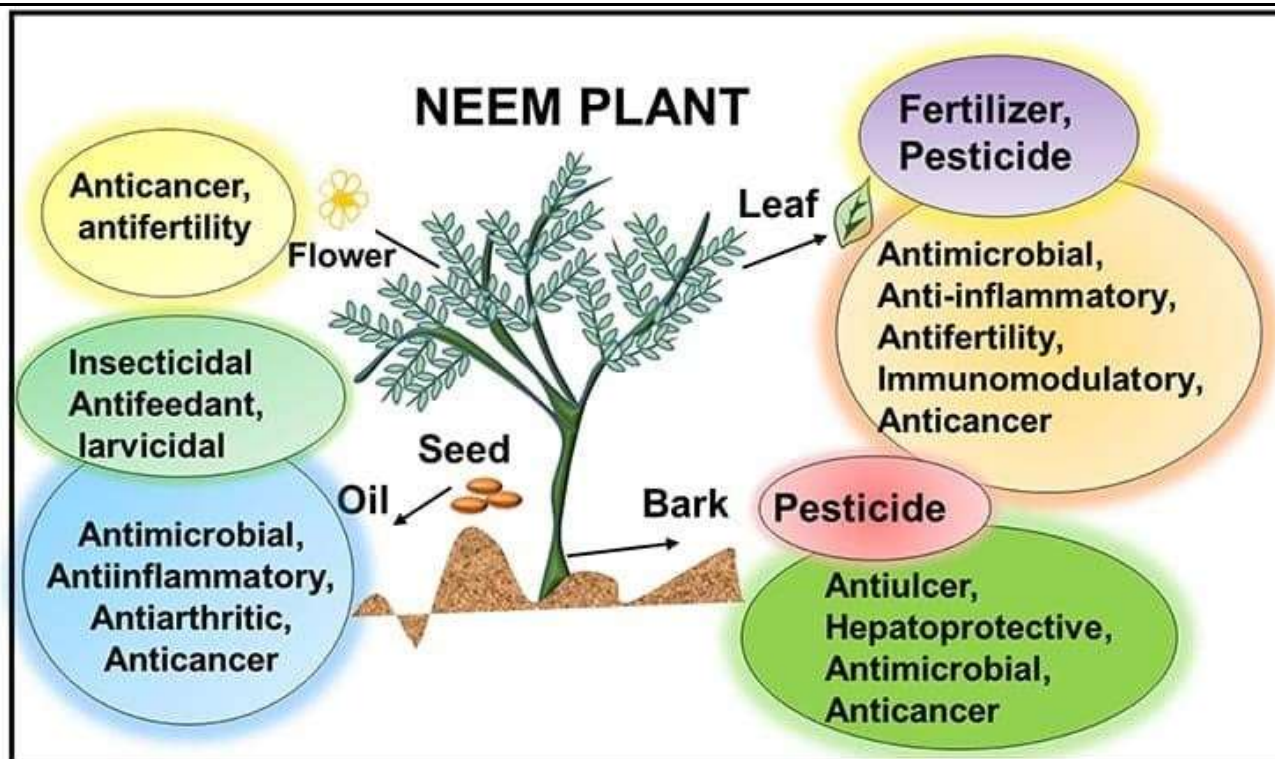 NEEM PLANT
Anticancer,
antifertility
Flower
Insecticidal
Antifeedant,
larvicidal
Seed
Oil
Antimicrobial,
Antiinflammatory,
Antiarthritic,
Anticancer
Leaf
Fertilizer,
Pesticide
Antimicrobial,
Anti-inflammatory,
Antifertility,
Immunomodulatory,
Anticancer
Bark
Pesticide
Antiulcer,
Hepatoprotective,
Antimicrobial,
Anticancer